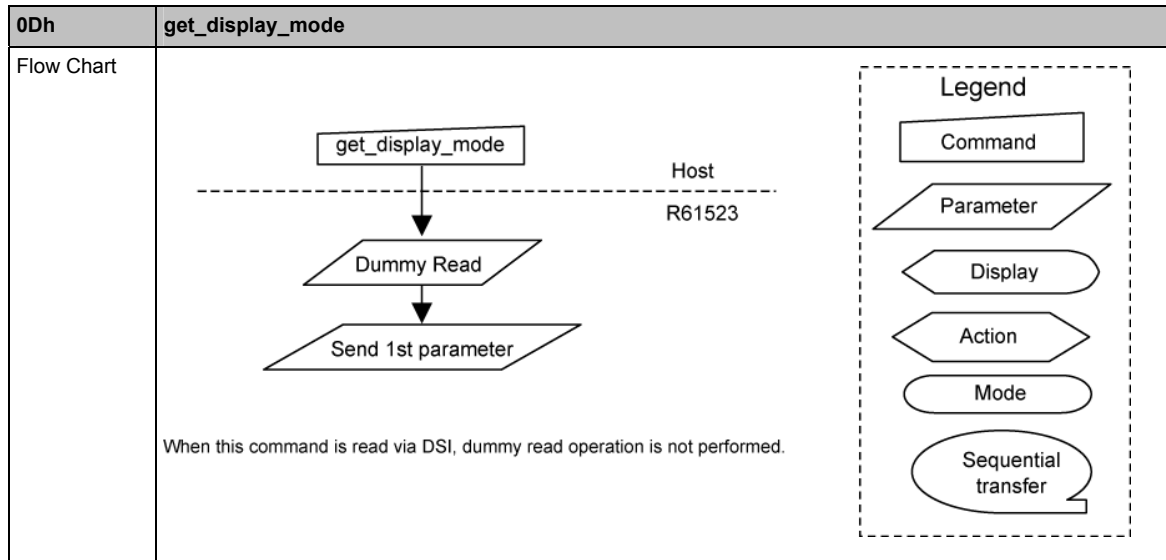 0Dh get_display_mode
Flow Chart
get_display_mode
Host
R61523
Dummy Read
Send 1st parameter
When this command is read via DSI, dummy read operation is not performed.
Legend
Command
Parameter
Display
Action
Mode
Sequential
transfer